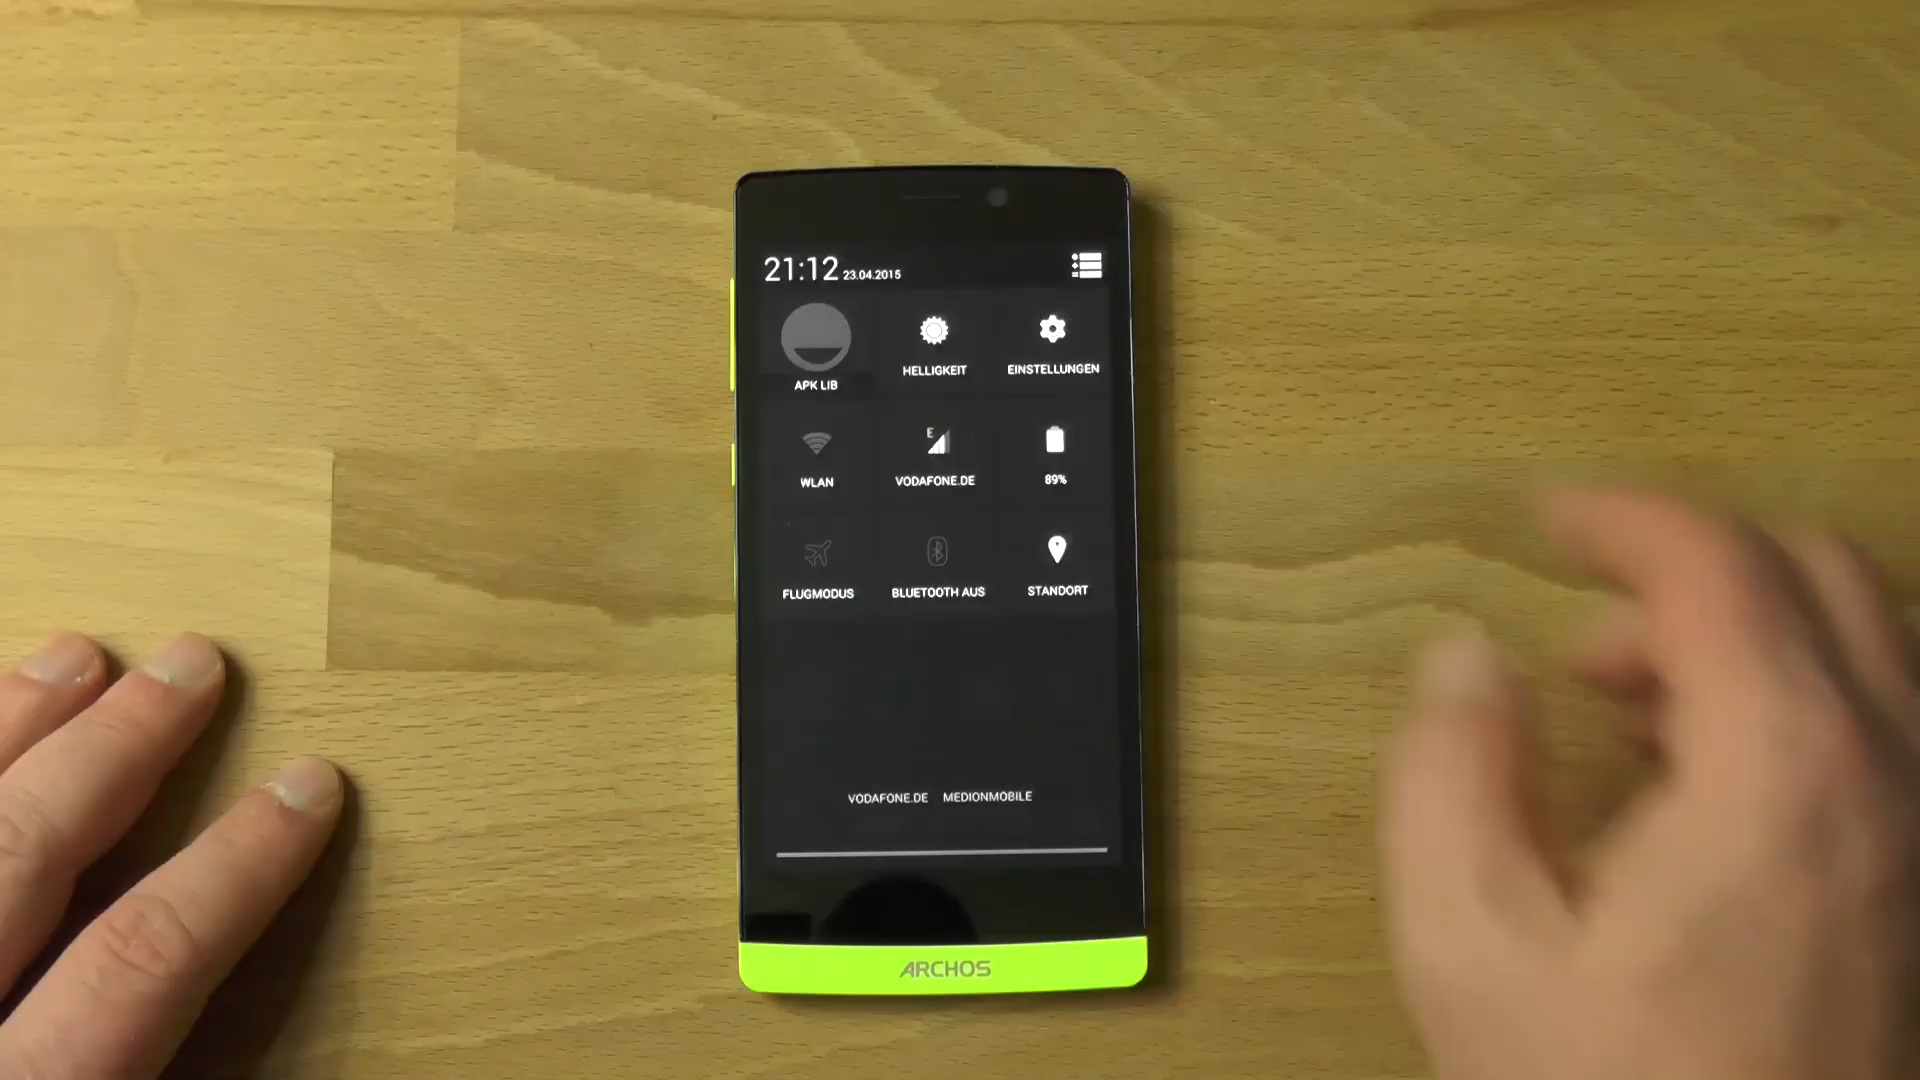 21:12 23.04.2015
APK LIB HELLIGKEIT EINSTELLUNGEN
E
WLAN VODAFONE.DE 89%
FLUGMODUS BLUETOOTH AUS STANDORT
VODAFONE.DE MEDIONMOBILE
ARCHOS